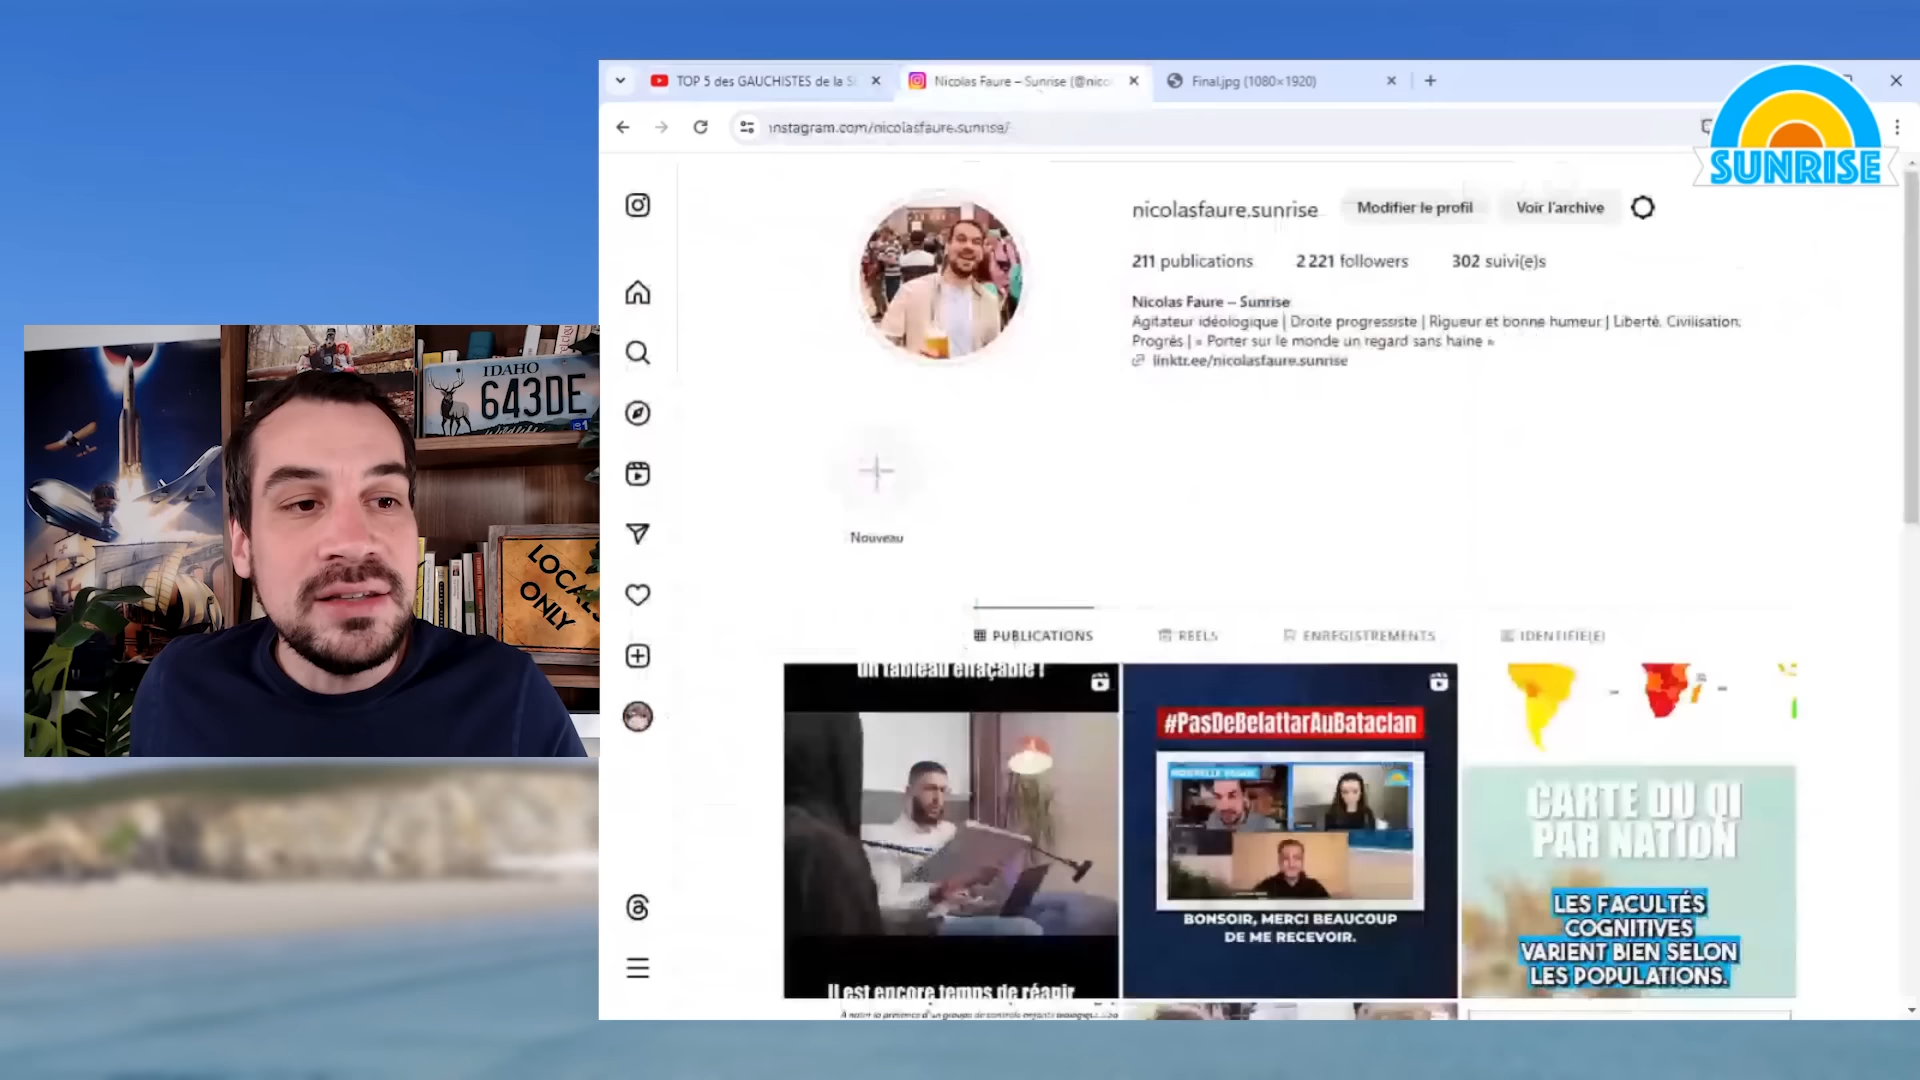 TOP 5 des GAUCHISTES de la S
Nicolas Faure – Sunrise (@nico
Final.jpg (1080×1920)
instagram.com/nicolasfaure.sunrise/
SUNRISE
nicolasfaure.sunrise
Modifier le profil
Voir l'archive
211 publications
2 221 followers
302 suivi(e)s
Nicolas Faure – Sunrise
Agitateur idéologique | Droite progressiste | Rigueur et bonne humeur | Liberté. Civilisation.
Progrès | « Porter sur le monde un regard sans haine »
linktr.ee/nicolasfaure.sunrise
IDAHO
643DE
LOCALS
ONLY
Nouveau
PUBLICATIONS
REELS
ENREGISTREMENTS
IDENTIFIÉ(E)
un tableau effaçable !
#PasDeBelattarAuBataclan
BONSOIR, MERCI BEAUCOUP
DE ME RECEVOIR.
CARTE DU QI
PAR NATION
LES FACULTÉS
COGNITIVES
VARIENT BIEN SELON
LES POPULATIONS.
Il est encore temps de réagir